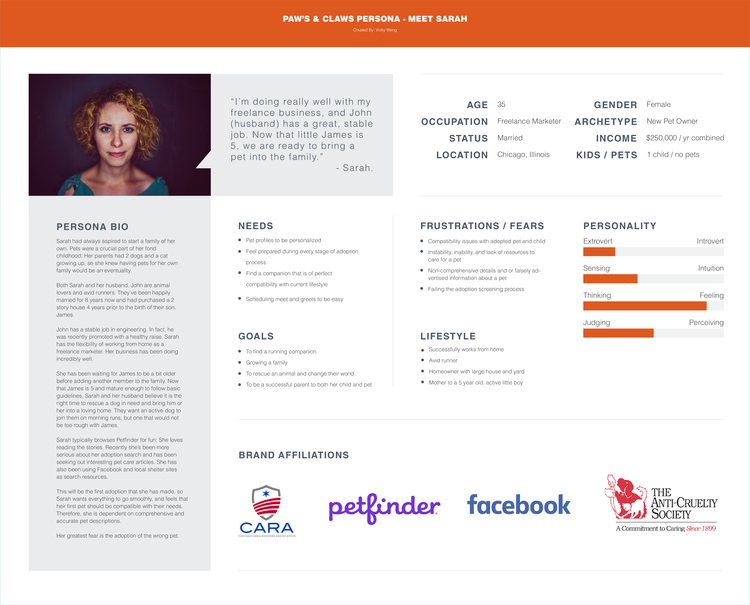 PAW'S & CLAWS PERSONA - MEET SARAH
Created By: Vicky Meng
"I'm doing really well with my
freelance business, and John
(husband) has a great, stable
job. Now that little James is
5, we are ready to bring a
pet into the family."
- Sarah.
AGE 35
OCCUPATION Freelance Marketer
STATUS Married
LOCATION Chicago, Illinois
GENDER Female
ARCHETYPE New Pet Owner
INCOME $250,000 / yr combined
KIDS / PETS 1 child / no pets
PERSONA BIO
Sarah had always aspired to start a family of her
own. Pets were a crucial part of her fond
childhood: Her parents had 2 dogs and a cat
growing up, so she knew having pets for her own
family would be an eventuality.
Both Sarah and her husband, John are animal
lovers and avid runners. They've been happily
married for 8 years now and had purchased a 2
story house 4 years prior to the birth of their son,
James.
John has a stable job in engineering. In fact, he
was recently promoted with a healthy raise. Sarah
has the flexibility of working from home as a
freelance marketer. Her business has been doing
incredibly well.
She has been waiting for James to be a bit older
before adding another member to the family. Now
that James is 5 and mature enough to follow basic
guidelines, Sarah and her husband believe it is the
right time to rescue a dog in need and bring him or
her into a loving home. They want an active dog to
join them on morning runs, but one that would not
be too rough with James.
Sarah typically browses Petfinder for fun: She loves
reading the stories. Recently she's been more
serious about her adoption search and has been
seeking out interesting pet care articles. She has
also been using Facebook and local shelter sites
as search resources.
This will be the first adoption that she has made, so
Sarah wants everything to go smoothly, and feels that
her first pet should be compatible with their needs.
Therefore, she is dependent on comprehensive and
accurate pet descriptions.
Her greatest fear is the adoption of the wrong pet.
NEEDS
Pet profiles to be personalized
Feel prepared during every stage of adoption
process
Find a companion that is of perfect
compatibility with current lifestyle
Scheduling meet and greets to be easy
GOALS
To find a running companion
Growing a family
To rescue an animal and change their world
To be a successful parent to both her child and pet
FRUSTRATIONS / FEARS
Compatibility issues with adopted pet and child
Instability, inability, and lack of resources to
care for a pet
Non-comprehensive details and or falsely ad-
vertised information about a pet
Failing the adoption screening process
LIFESTYLE
Successfully works from home
Avid runner
Homeowner with large house and yard
Mother to a 5 year old, active little boy
PERSONALITY
Extrovert Introvert
Sensing Intuition
Thinking Feeling
Judging Perceiving
BRAND AFFILIATIONS
CARA
petfinder
facebook
THE
ANTI-CRUELTY
SOCIETY
A Commitment to Caring Since 1899